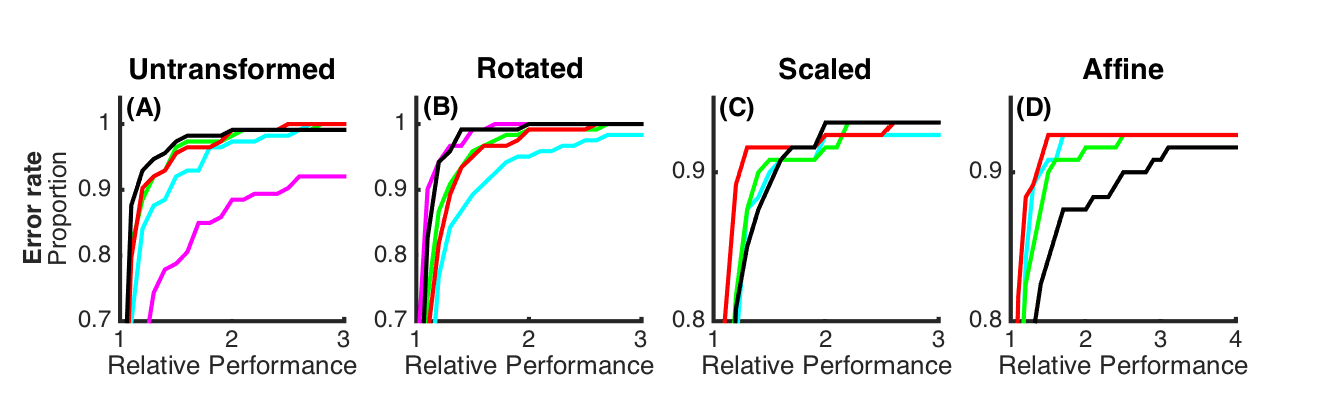 Untransformed
Rotated
Scaled
Affine
Error rate
Proportion
(A)
1
0.9
0.8
0.7
1
2
3
Relative Performance
(B)
1
0.9
0.8
0.7
1
2
3
Relative Performance
(C)
0.9
0.8
1
2
3
Relative Performance
(D)
0.9
0.8
1
2
3
4
Relative Performance